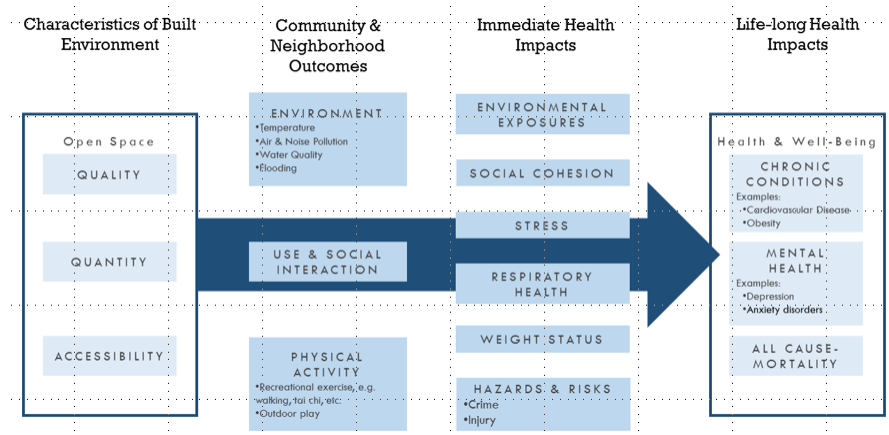 Characteristics of Built
Environment
Community &
Neighborhood
Outcomes
Immediate Health
Impacts
Life-long Health
Impacts
Open Space
QUALITY
QUANTITY
ACCESSIBILITY
ENVIRONMENT
•Temperature
•Air & Noise Pollution
•Water Quality
•Flooding
USE & SOCIAL
INTERACTION
PHYSICAL
ACTIVITY
•Recreational exercise, e.g.
walking, tai chi, etc.
•Outdoor play
ENVIRONMENTAL
EXPOSURES
SOCIAL COHESION
STRESS
RESPIRATORY
HEALTH
WEIGHT STATUS
HAZARDS & RISKS
•Crime
•Injury
Health & Well-Being
CHRONIC
CONDITIONS
Examples:
•Cardiovascular Disease
•Obesity
MENTAL
HEALTH
Examples:
•Depression
•Anxiety disorders
ALL CAUSE-
MORTALITY